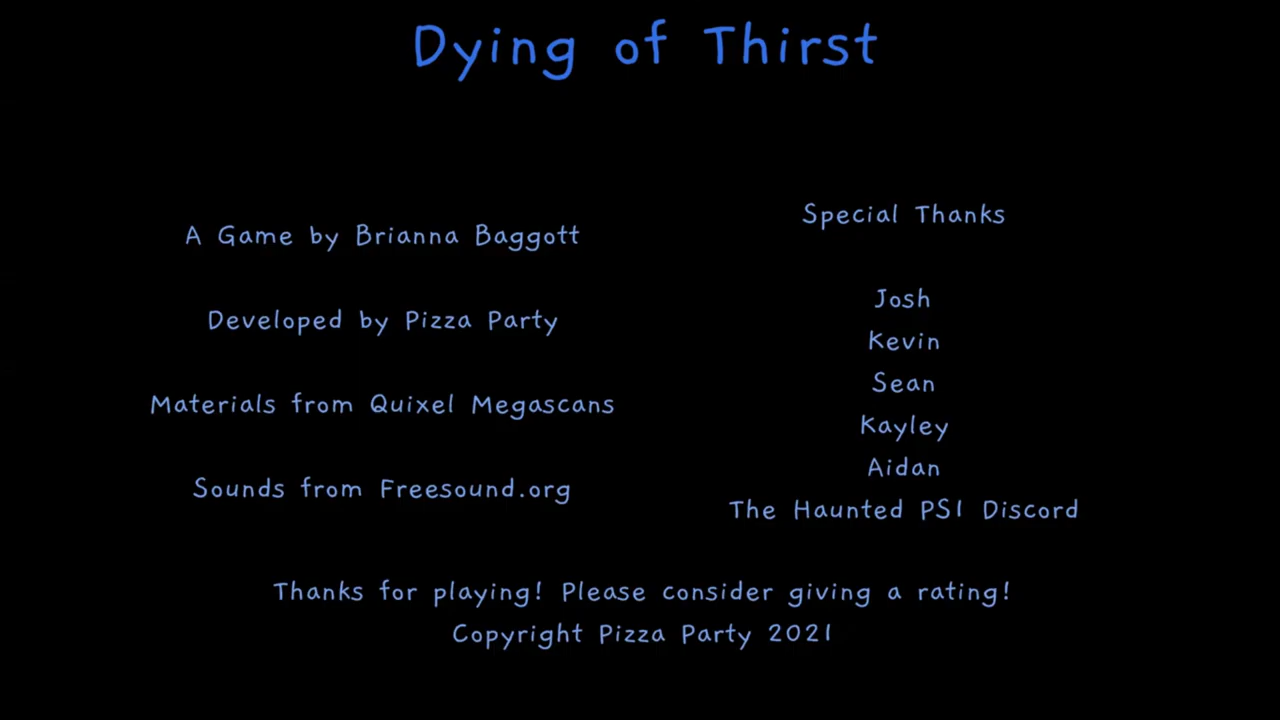 Dying of Thirst
A Game by Brianna Baggott
Developed by Pizza Party
Materials from Quixel Megascans
Sounds from Freesound.org
Special Thanks
Josh
Kevin
Sean
Kayley
Aidan
The Haunted PS1 Discord
Thanks for playing! Please consider giving a rating!
Copyright Pizza Party 2021